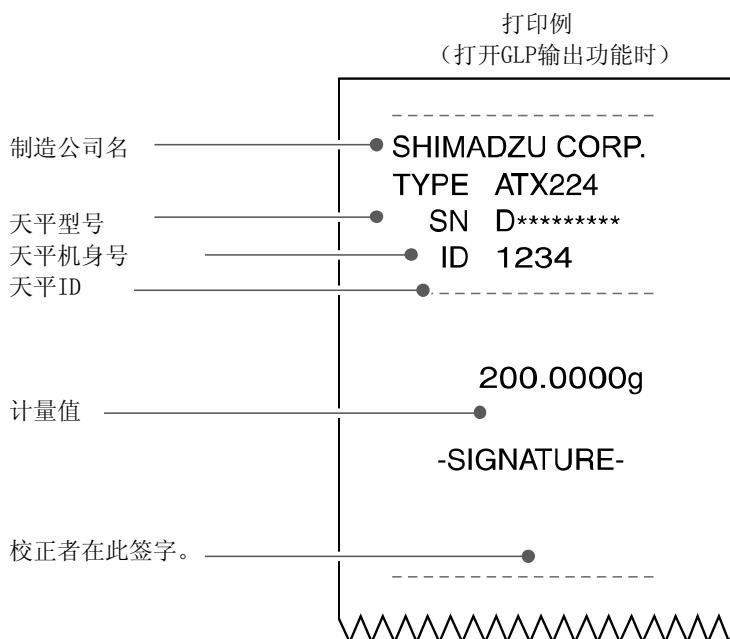 打印例
（打开GLP输出功能时）
制造公司名
SHIMADZU CORP.
TYPE ATX224
天平型号
SN D*********
天平机身号
ID 1234
天平ID
200.0000g
计量值
-SIGNATURE-
校正者在此签字。